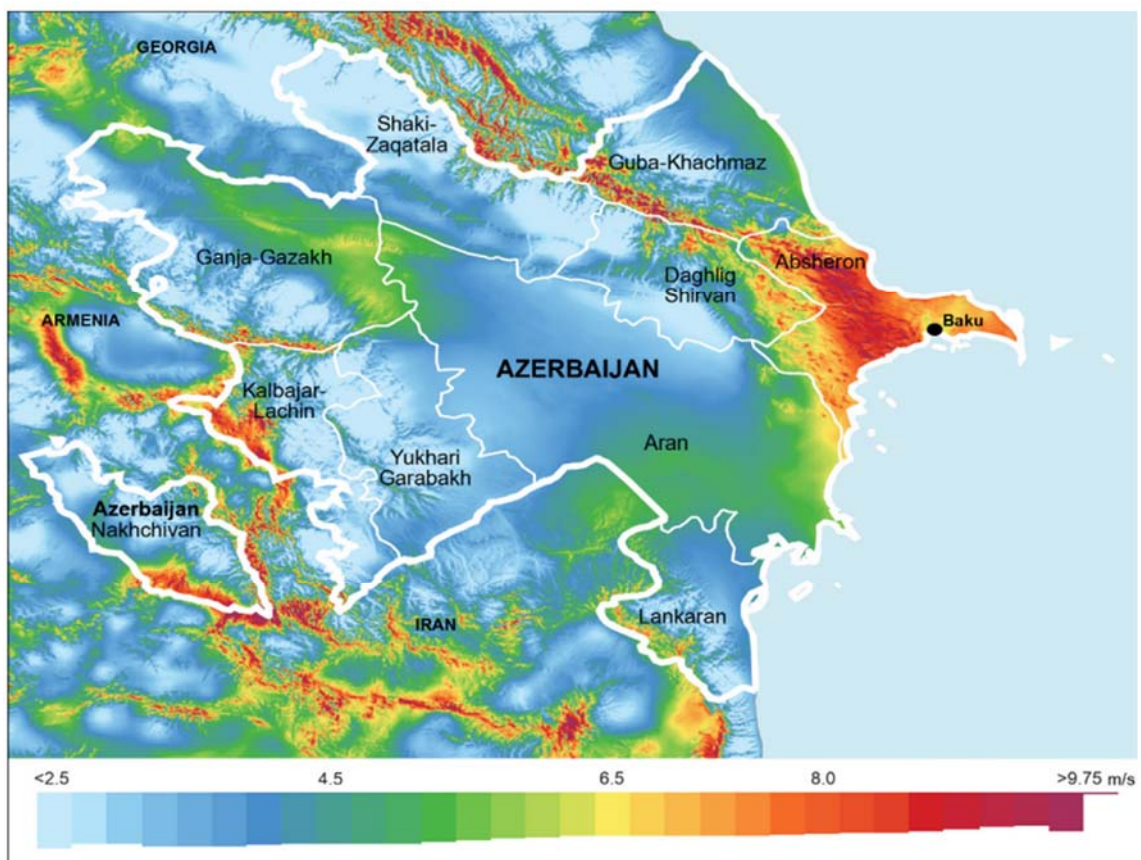 GEORGIA
Shaki-
Zaqatala
Guba-Khachmaz
Ganja-Gazakh
Absheron
Daghlig
Shirvan
ARMENIA
Baku
AZERBAIJAN
Kalbajar-
Lachin
Aran
Yukhari
Garabakh
Azerbaijan
Nakhchivan
Lankaran
IRAN
<2.5 4.5 6.5 8.0 >9.75 m/s